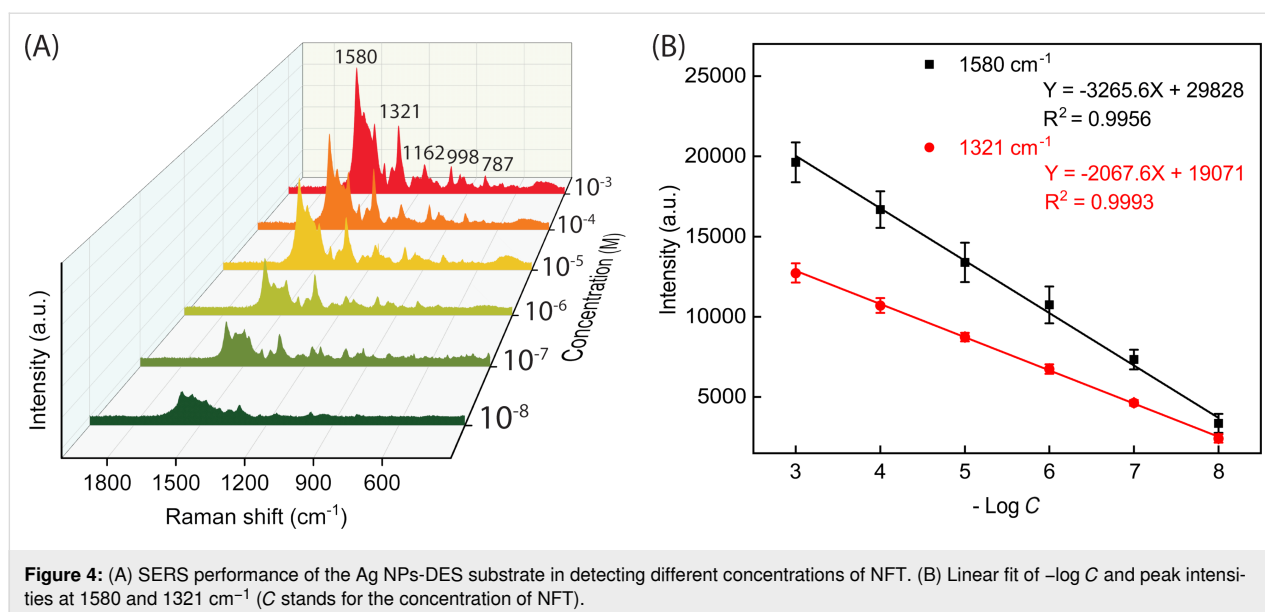 (A)
1580
1321
1162 998 787
10⁻³
10⁻⁴
10⁻⁵
10⁻⁶
10⁻⁷
10⁻⁸
Concentration (M)
Intensity (a.u.)
1800 1500 1200 900 600
Raman shift (cm⁻¹)
(B)
1580 cm⁻¹
Y = -3265.6X + 29828
R² = 0.9956
1321 cm⁻¹
Y = -2067.6X + 19071
R² = 0.9993
25000
20000
15000
10000
5000
Intensity (a.u.)
3 4 5 6 7 8
- Log C
Figure 4: (A) SERS performance of the Ag NPs-DES substrate in detecting different concentrations of NFT. (B) Linear fit of –log C and peak intensi-
ties at 1580 and 1321 cm⁻¹ (C stands for the concentration of NFT).